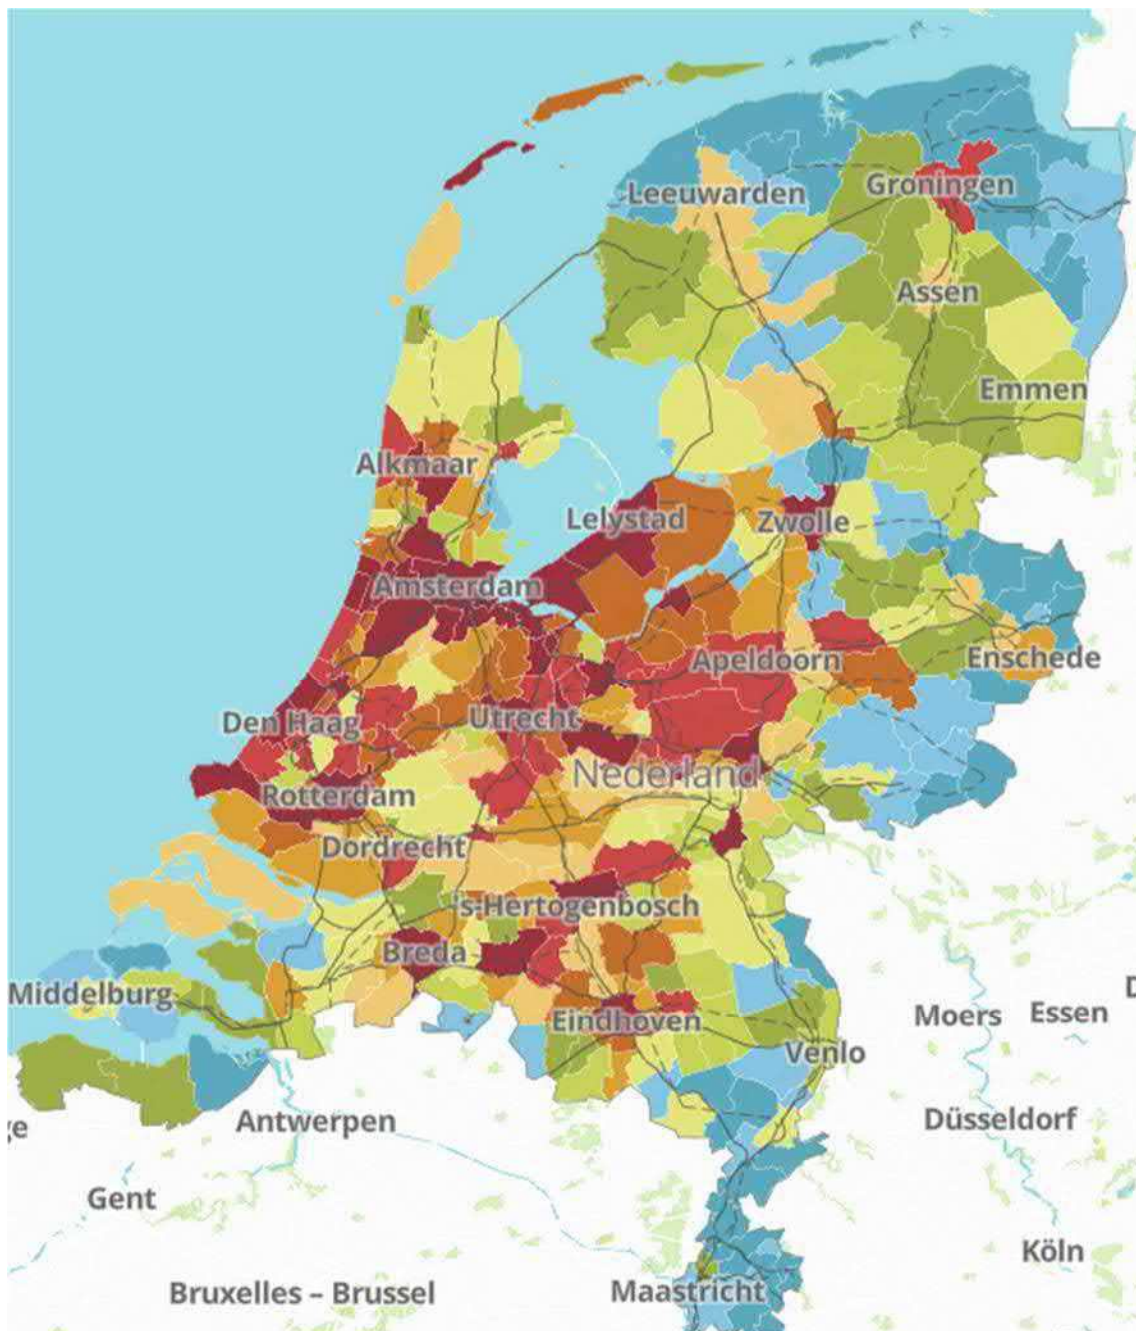 Leeuwarden
Groningen
Assen
Emmen
Alkmaar
Lelystad
Zwolle
Amsterdam
Apeldoorn
Enschede
Den Haag
Utrecht
Nederland
Rotterdam
Dordrecht
's-Hertogenbosch
Breda
Middelburg
Eindhoven
Moers
Essen
D
Venlo
ge
Antwerpen
Düsseldorf
Gent
Köln
Bruxelles – Brussel
Maastricht